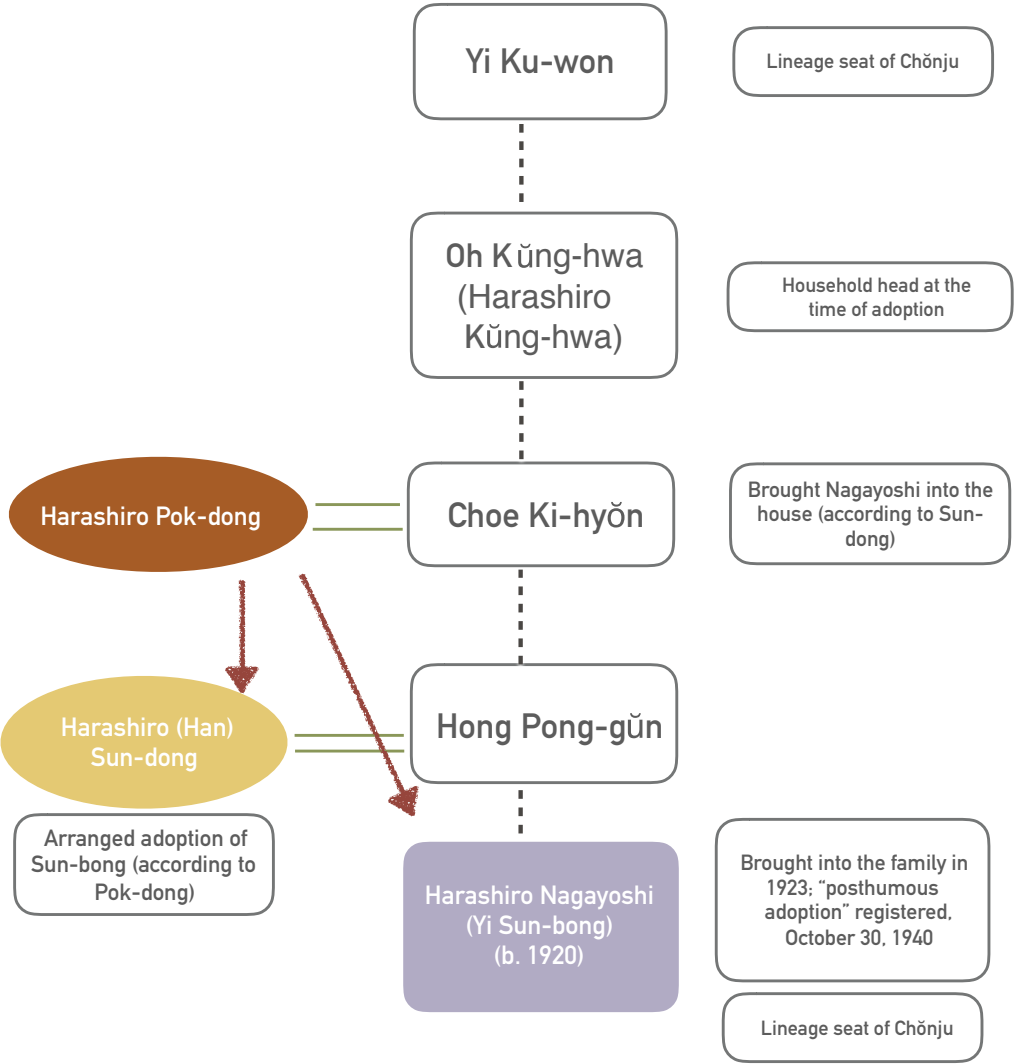 Yi Ku-won
Lineage seat of Chŏnju
Oh Kŭng-hwa
(Harashiro
Kŭng-hwa)
Household head at the
time of adoption
Harashiro Pok-dong
Choe Ki-hyŏn
Brought Nagayoshi into the
house (according to Sun-
dong)
Harashiro (Han)
Sun-dong
Hong Pong-gŭn
Arranged adoption of
Sun-bong (according to
Pok-dong)
Harashiro Nagayoshi
(Yi Sun-bong)
(b. 1920)
Brought into the family in
1923; “posthumous
adoption” registered,
October 30, 1940
Lineage seat of Chŏnju